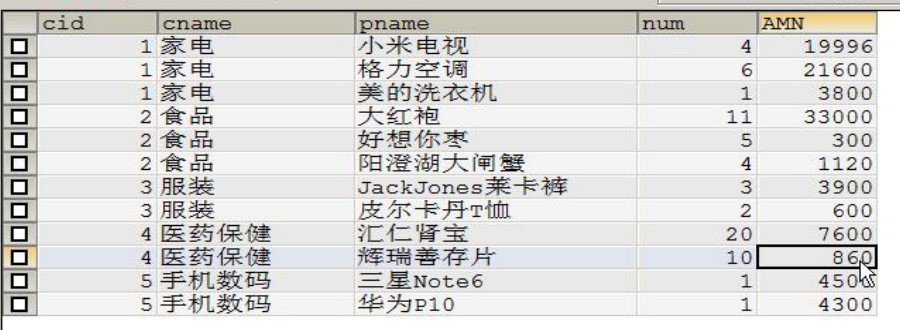 cid cname pname num AMN
1 家电 小米电视 4 19996
1 家电 格力空调 6 21600
1 家电 美的洗衣机 1 3800
2 食品 大红袍 11 33000
2 食品 好想你枣 5 300
2 食品 阳澄湖大闸蟹 4 1120
3 服装 JackJones莱卡裤 3 3900
3 服装 皮尔卡丹T恤 2 600
4 医药保健 汇仁肾宝 20 7600
4 医药保健 辉瑞善存片 10 860
5 手机数码 三星Note6 1 4500
5 手机数码 华为P10 1 4300